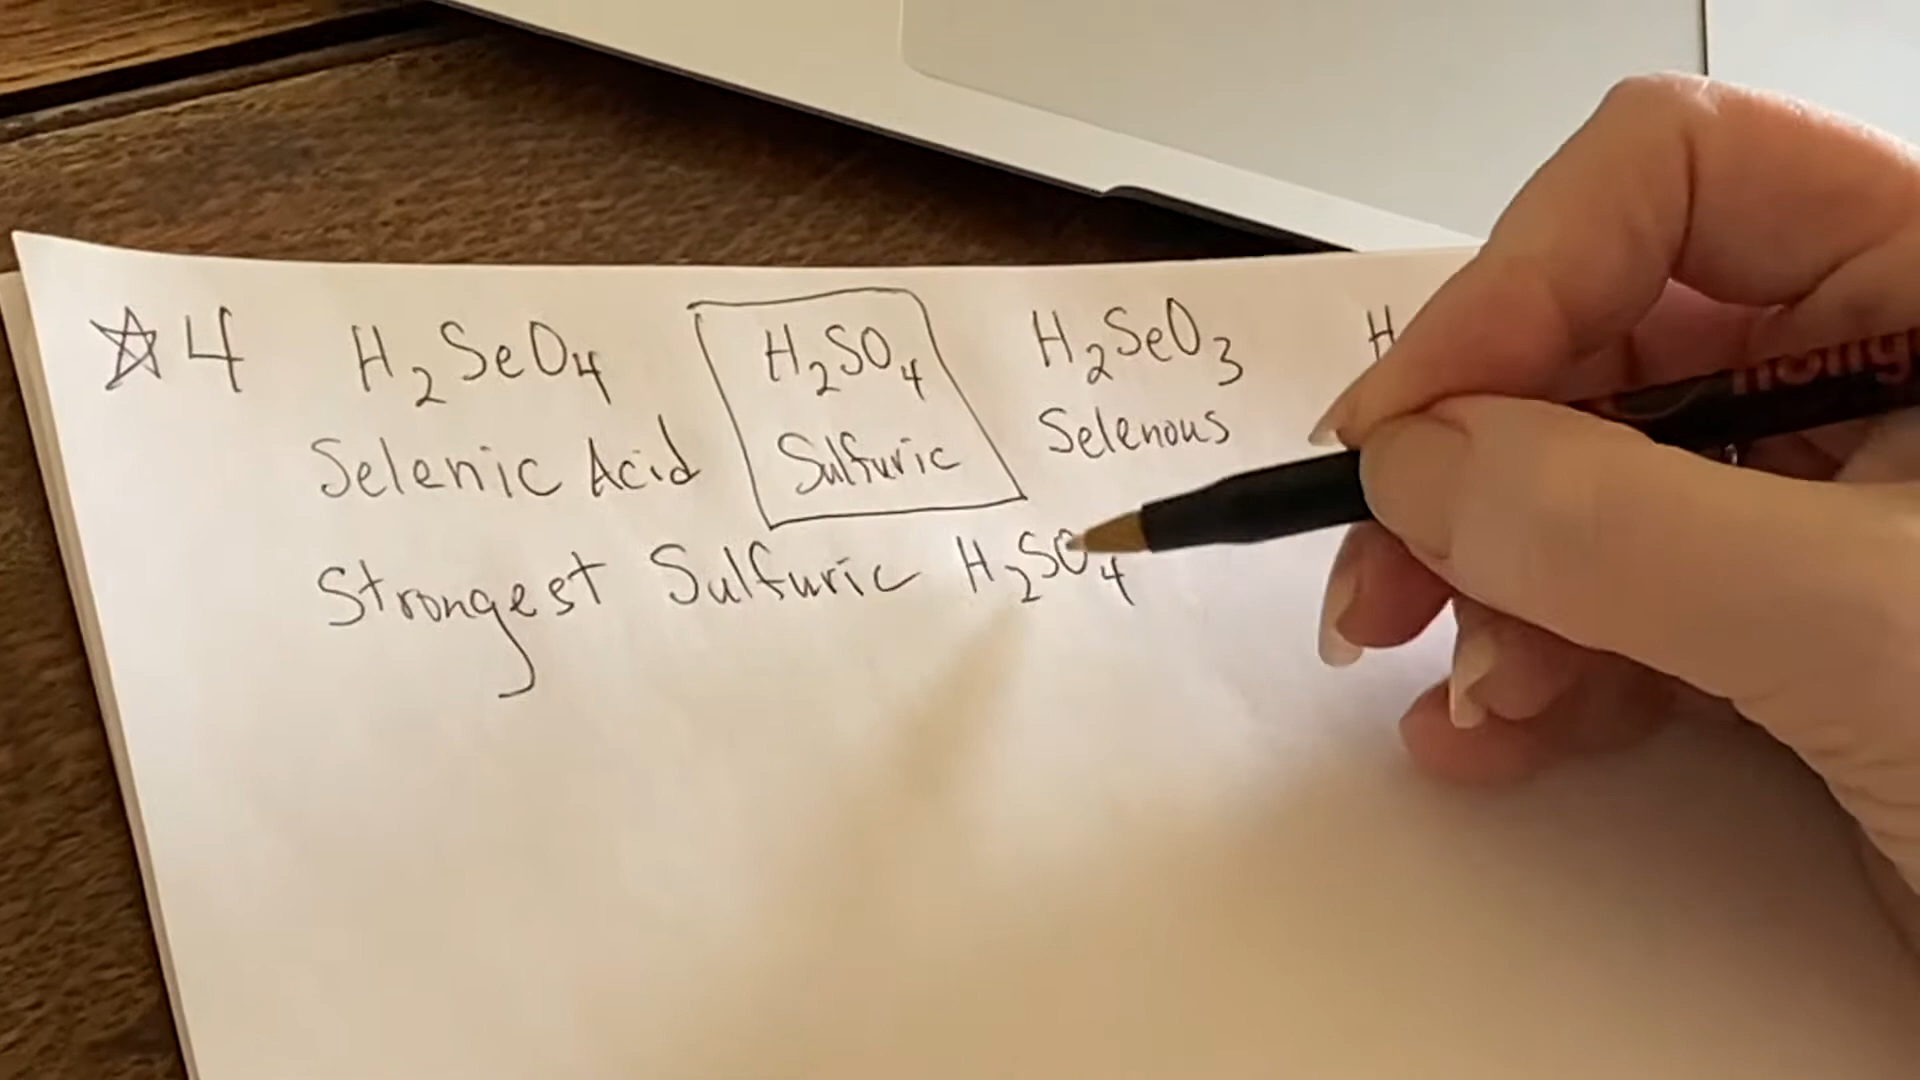 ☆4 H₂SeO₄ H₂SO₄ H₂SeO₃ H
Selenic Acid Sulfuric Selenous
Strongest Sulfuric H₂SO₄